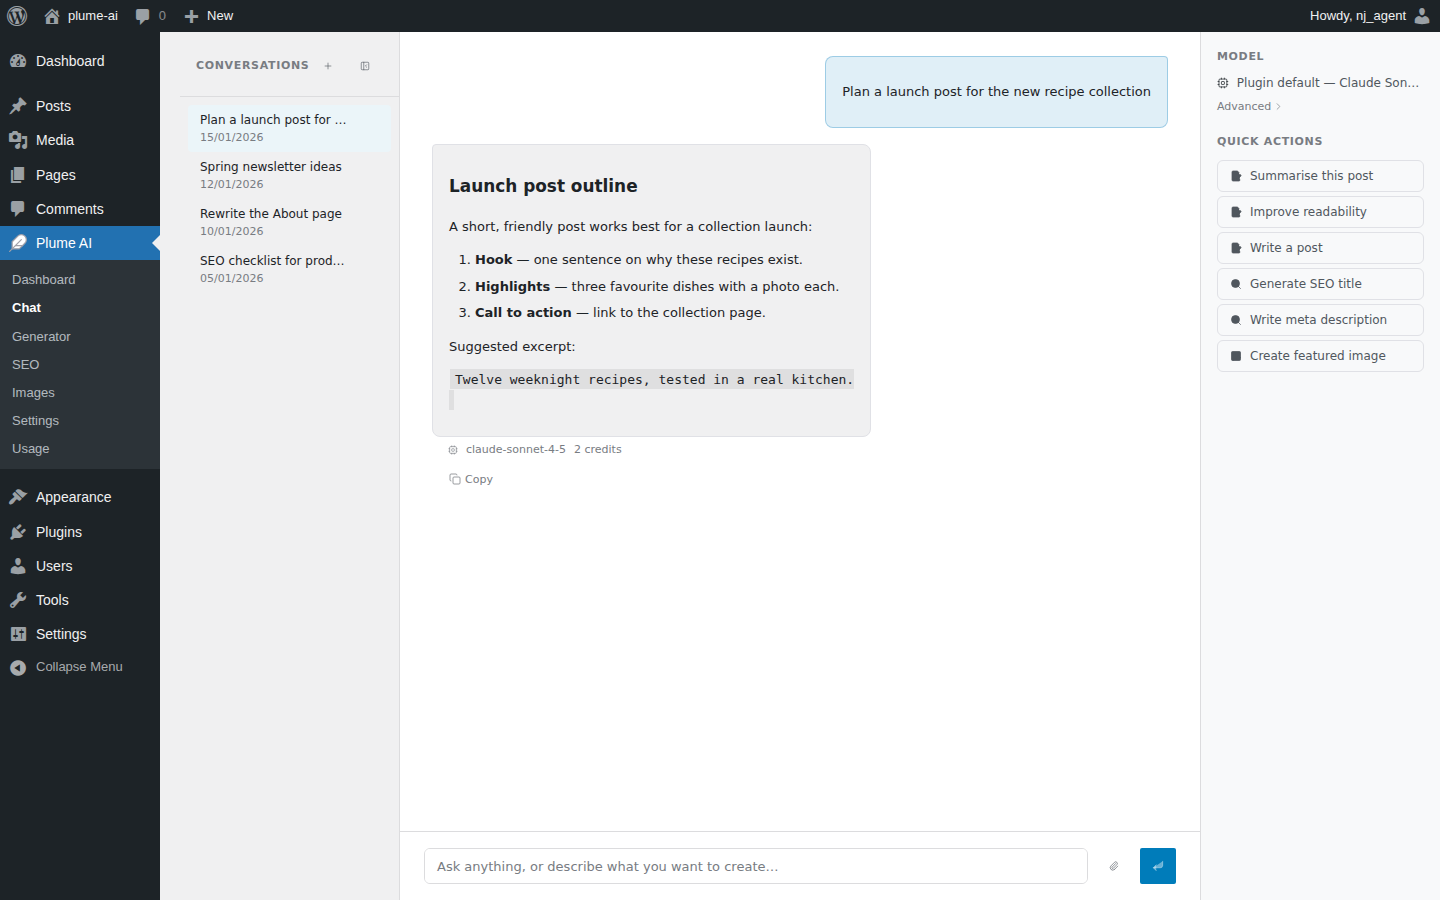 plume-ai
0
New
Howdy, nj_agent
Dashboard
Posts
Media
Pages
Comments
Plume AI
Dashboard
Chat
Generator
SEO
Images
Settings
Usage
Appearance
Plugins
Users
Tools
Settings
Collapse Menu
CONVERSATIONS
Plan a launch post for ...
15/01/2026
Spring newsletter ideas
12/01/2026
Rewrite the About page
10/01/2026
SEO checklist for prod...
05/01/2026
Plan a launch post for the new recipe collection
Launch post outline
A short, friendly post works best for a collection launch:
1. Hook — one sentence on why these recipes exist.
2. Highlights — three favourite dishes with a photo each.
3. Call to action — link to the collection page.
Suggested excerpt:
Twelve weeknight recipes, tested in a real kitchen.
claude-sonnet-4-5 2 credits
Copy
Ask anything, or describe what you want to create...
MODEL
Plugin default — Claude Son...
Advanced
QUICK ACTIONS
Summarise this post
Improve readability
Write a post
Generate SEO title
Write meta description
Create featured image